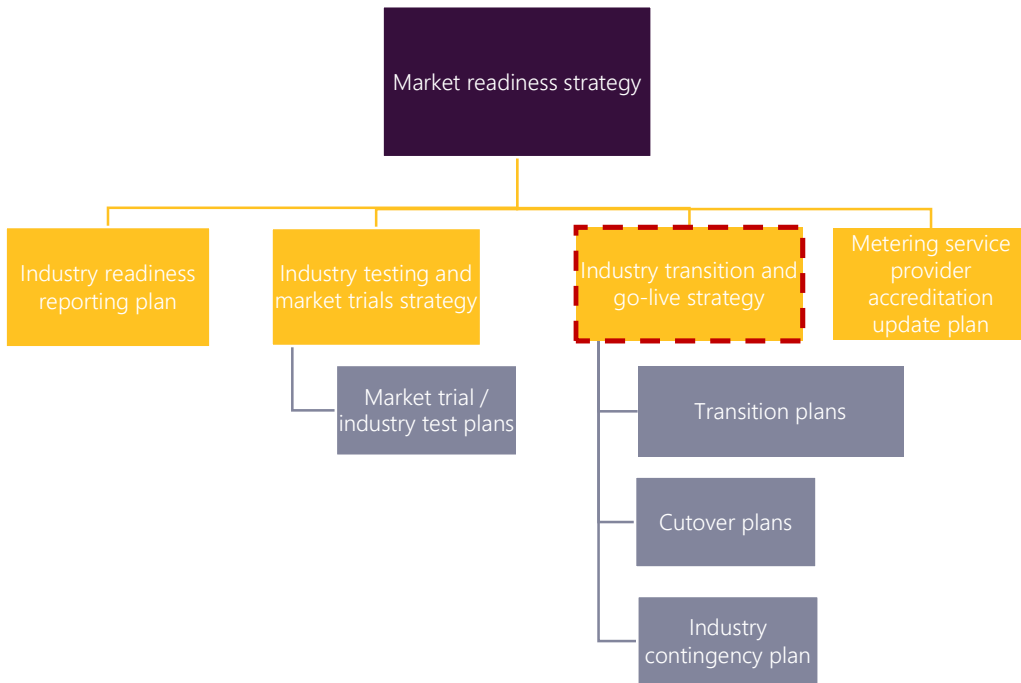 Market readiness strategy
Industry readiness
reporting plan
Industry testing and
market trials strategy
Industry transition and
go-live strategy
Metering service
provider
accreditation
update plan
Market trial /
industry test plans
Transition plans
Cutover plans
Industry
contingency plan